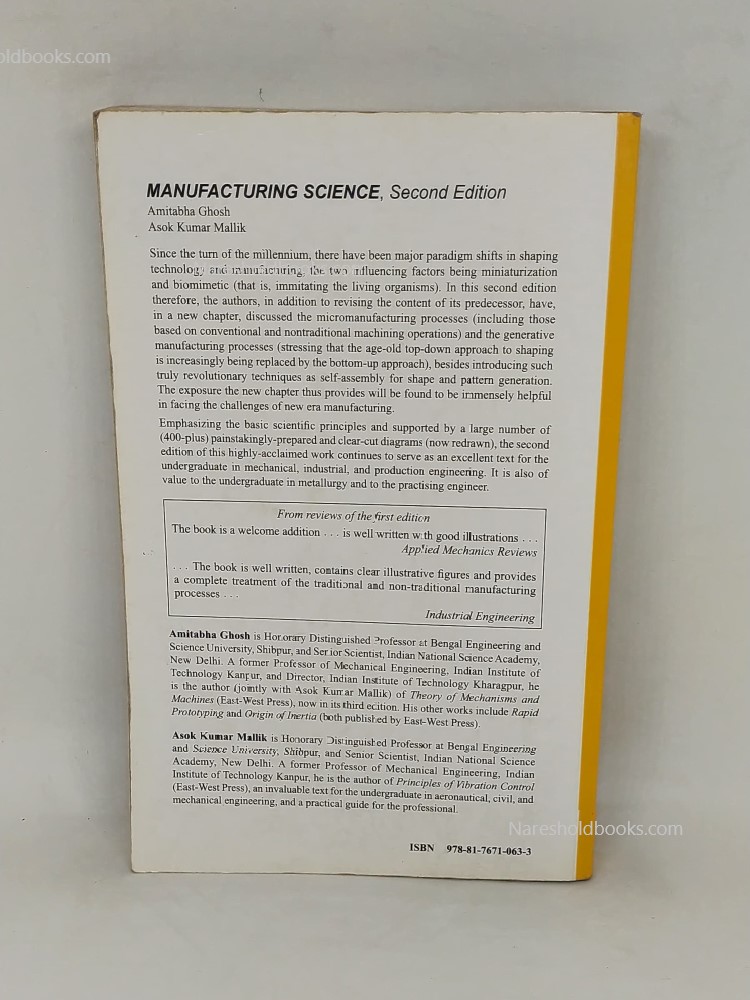 oldbooks.com
MANUFACTURING SCIENCE, Second Edition
Amitabha Ghosh
Asok Kumar Mallik
Since the turn of the millennium, there have been major paradigm shifts in shaping
technology and manufacturing, the two influencing factors being miniaturization
and biomimetic (that is, immitating the living organisms). In this second edition
therefore, the authors, in addition to revising the content of its predecessor, have,
in a new chapter, discussed the micromanufacturing processes (including those
based on conventional and nontraditional machining operations) and the generative
manufacturing processes (stressing that the age-old top-down approach to shaping
is increasingly being replaced by the bottom-up approach), besides introducing such
truly revolutionary techniques as self-assembly for shape and pattern generation.
The exposure the new chapter thus provides will be found to be immensely helpful
in facing the challenges of new era manufacturing.
Emphasizing the basic scientific principles and supported by a large number of
(400-plus) painstakingly-prepared and clear-cut diagrams (now redrawn), the second
edition of this highly-acclaimed work continues to serve as an excellent text for the
undergraduate in mechanical, industrial, and production engineering. It is also of
value to the undergraduate in metallurgy and to the practising engineer.
From reviews of the first edition
The book is a welcome addition . . . is well written with good illustrations . . .
Applied Mechanics Reviews
. . . The book is well written, contains clear illustrative figures and provides
a complete treatment of the traditional and non-traditional manufacturing
processes . . .
Industrial Engineering
Amitabha Ghosh is Honorary Distinguished Professor at Bengal Engineering and
Science University, Shibpur, and Senior Scientist, Indian National Science Academy,
New Delhi. A former Professor of Mechanical Engineering, Indian Institute of
Technology Kanpur, and Director, Indian Institute of Technology Kharagpur, he
is the author (jointly with Asok Kumar Mallik) of Theory of Mechanisms and
Machines (East-West Press), now in its third edition. His other works include Rapid
Prototyping and Origin of Inertia (both published by East-West Press).
Asok Kumar Mallik is Honorary Distinguished Professor at Bengal Engineering
and Science University, Shibpur, and Senior Scientist, Indian National Science
Academy, New Delhi. A former Professor of Mechanical Engineering, Indian
Institute of Technology Kanpur, he is the author of Principles of Vibration Control
(East-West Press), an invaluable text for the undergraduate in aeronautical, civil, and
mechanical engineering, and a practical guide for the professional.
Naresholdbooks.com
ISBN 978-81-7671-063-3